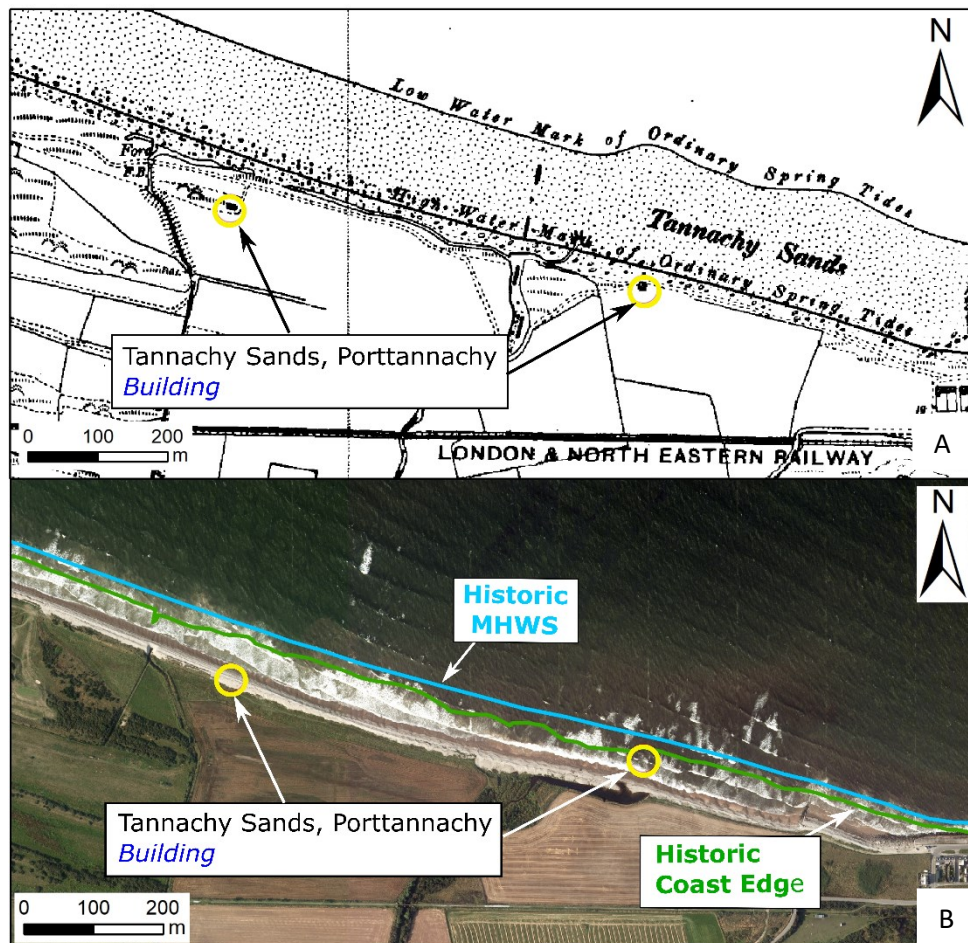 N
Low Water Mark of Ordinary Spring Tides
Ford
F.B.
High Water Mark of Ordinary Spring Tides
Tannachy Sands
Tannachy Sands, Porttannachy
Building
0 100 200
m
LONDON & NORTH EASTERN RAILWAY
A
N
Historic
MHWS
Tannachy Sands, Porttannachy
Building
Historic
Coast Edge
0 100 200
m
B